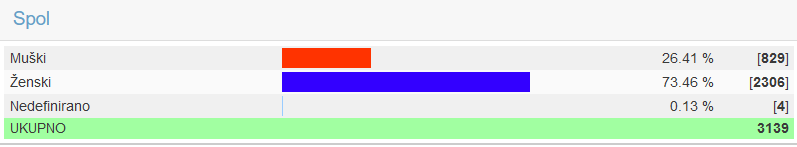 Spol
Muški 26.41 % [829]
Ženski 73.46 % [2306]
Nedefinirano 0.13 % [4]
UKUPNO 3139